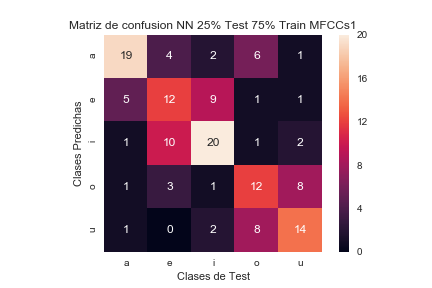 Matriz de confusion NN 25% Test 75% Train MFCCs1
a 19 4 2 6 1
e 5 12 9 1 1
i 1 10 20 1 2
o 1 3 1 12 8
u 1 0 2 8 14
a e i o u
Clases de Test
Clases Predichas
20
16
12
8
4
0